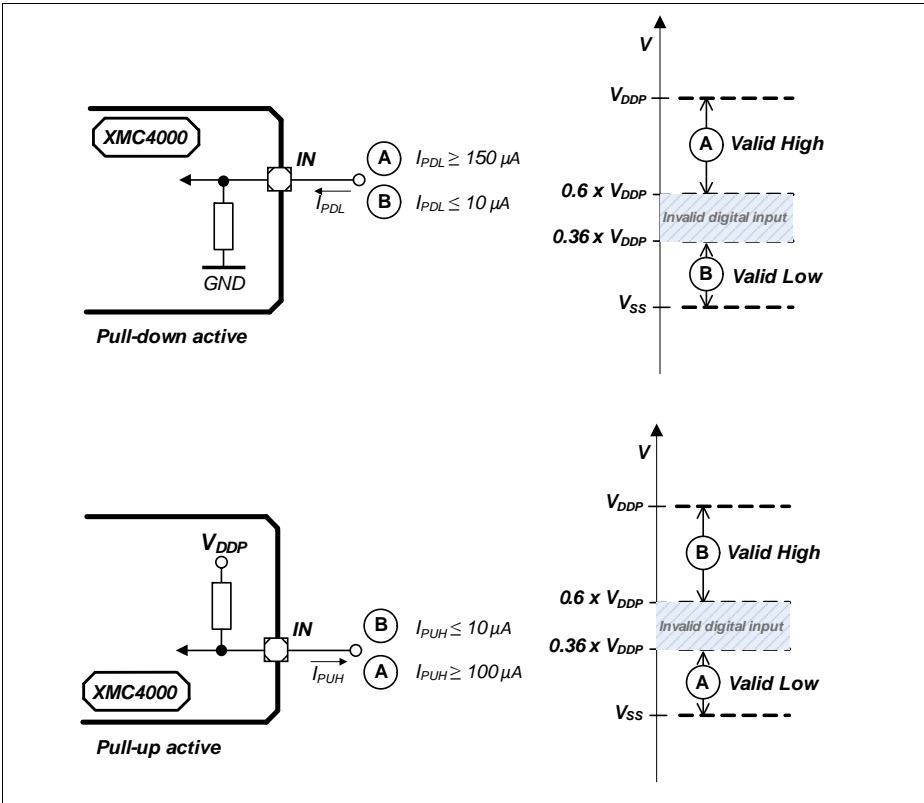 XMC4000
IN
A I_PDL ≥ 150 µA
I_PDL
B I_PDL ≤ 10 µA
GND
Pull-down active
V
V_DDP
A Valid High
0.6 x V_DDP
Invalid digital input
0.36 x V_DDP
B Valid Low
V_SS
V_DDP
IN
B I_PUH ≤ 10 µA
I_PUH
A I_PUH ≥ 100 µA
XMC4000
Pull-up active
V
V_DDP
B Valid High
0.6 x V_DDP
Invalid digital input
0.36 x V_DDP
A Valid Low
V_SS